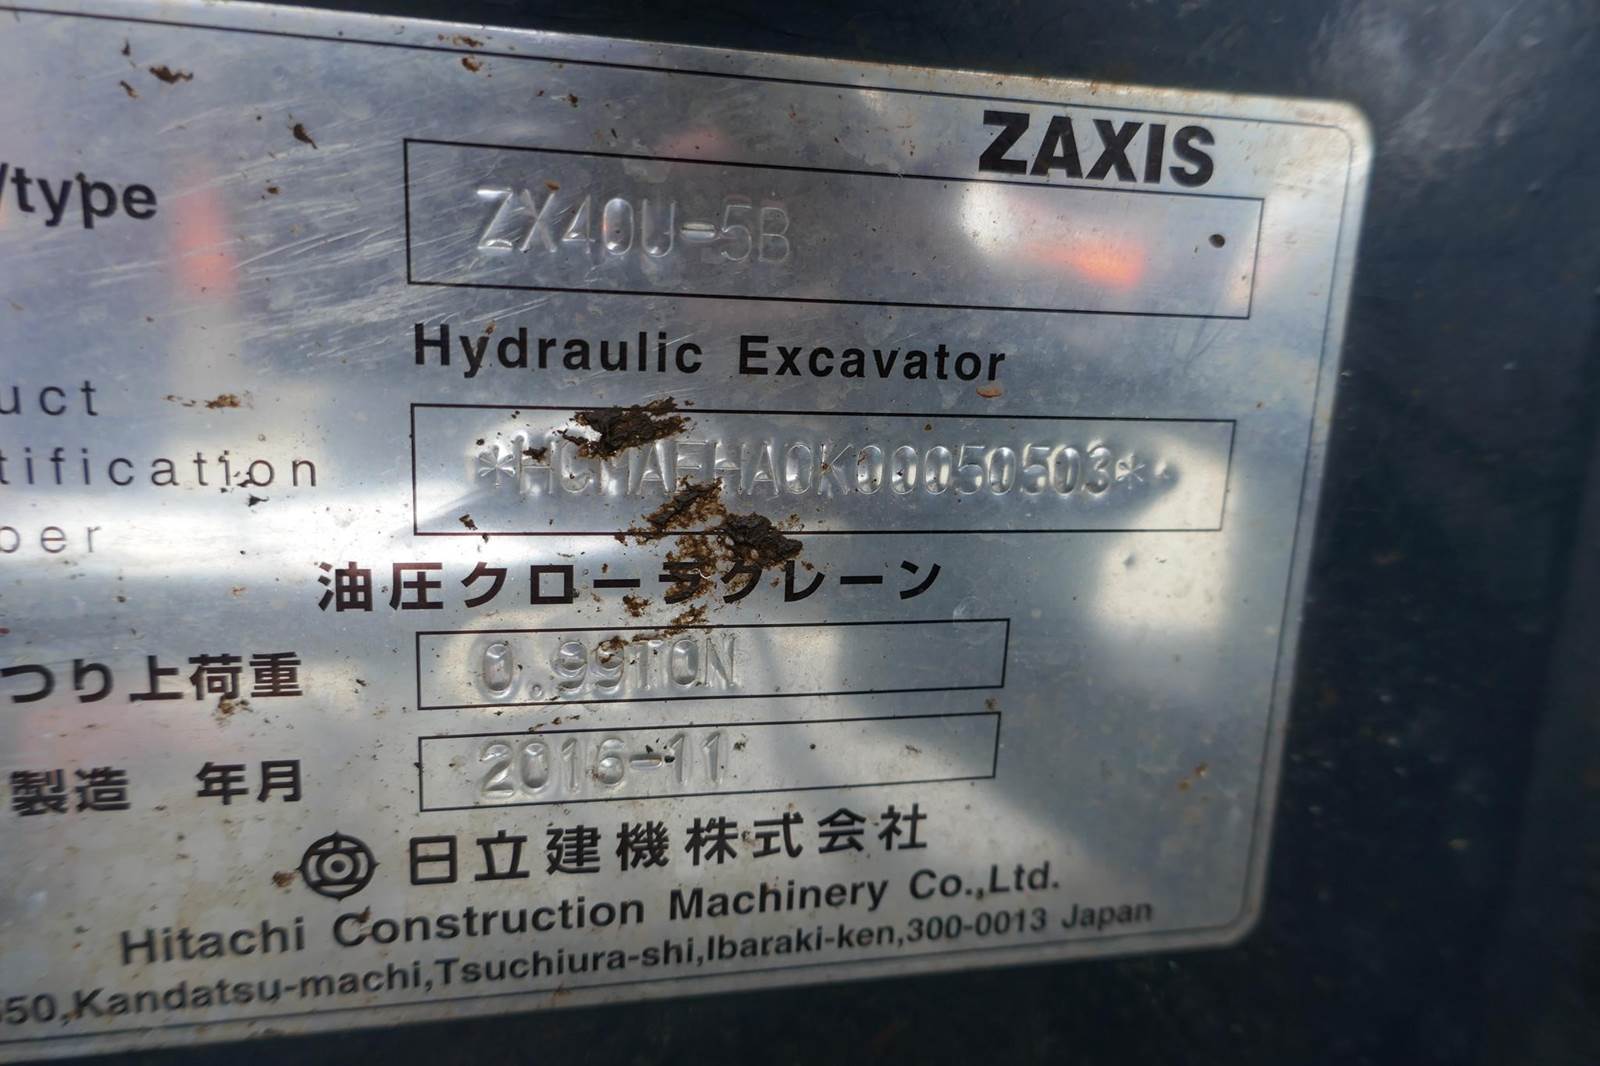 ZAXIS
/type ZX40U-5B
Hydraulic Excavator
uct
tification *HCMAEHA0K00050503*
ber
油圧クローラクレーン
つり上荷重 0.99TON
製造 年月 2016-11
日立建機株式会社
Hitachi Construction Machinery Co.,Ltd.
650,Kandatsu-machi,Tsuchiura-shi,Ibaraki-ken,300-0013 Japan